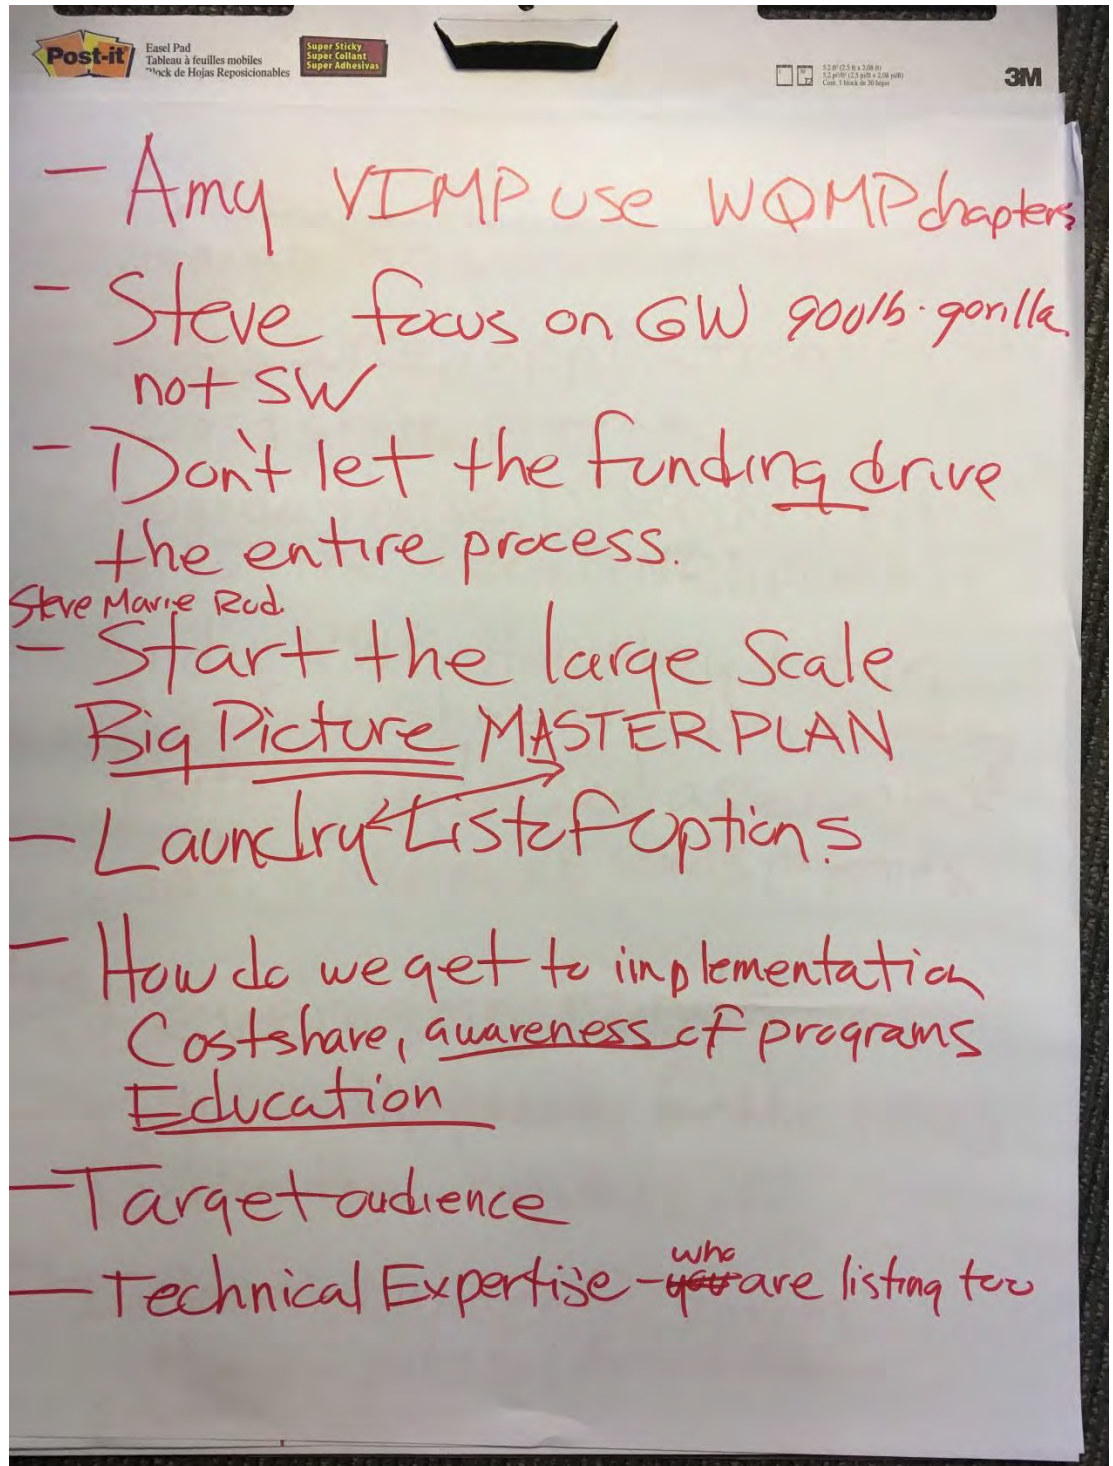 Post-it
Easel Pad
Tableau à feuilles mobiles
Block de Hojas Reposicionables
Super Sticky
Super Collant
Super Adhesivas
3M
- Amy VIMP use WQMP chapters
- Steve focus on GW 900lb. gorilla
not SW
- Don't let the funding drive
the entire process.
Steve Marie Rod
- Start the large scale
Big Picture MASTER PLAN
- Laundry List of Options
- How do we get to implementation
Costshare, awareness of programs
Education
- Target audience
who
- Technical Expertise - are listing too